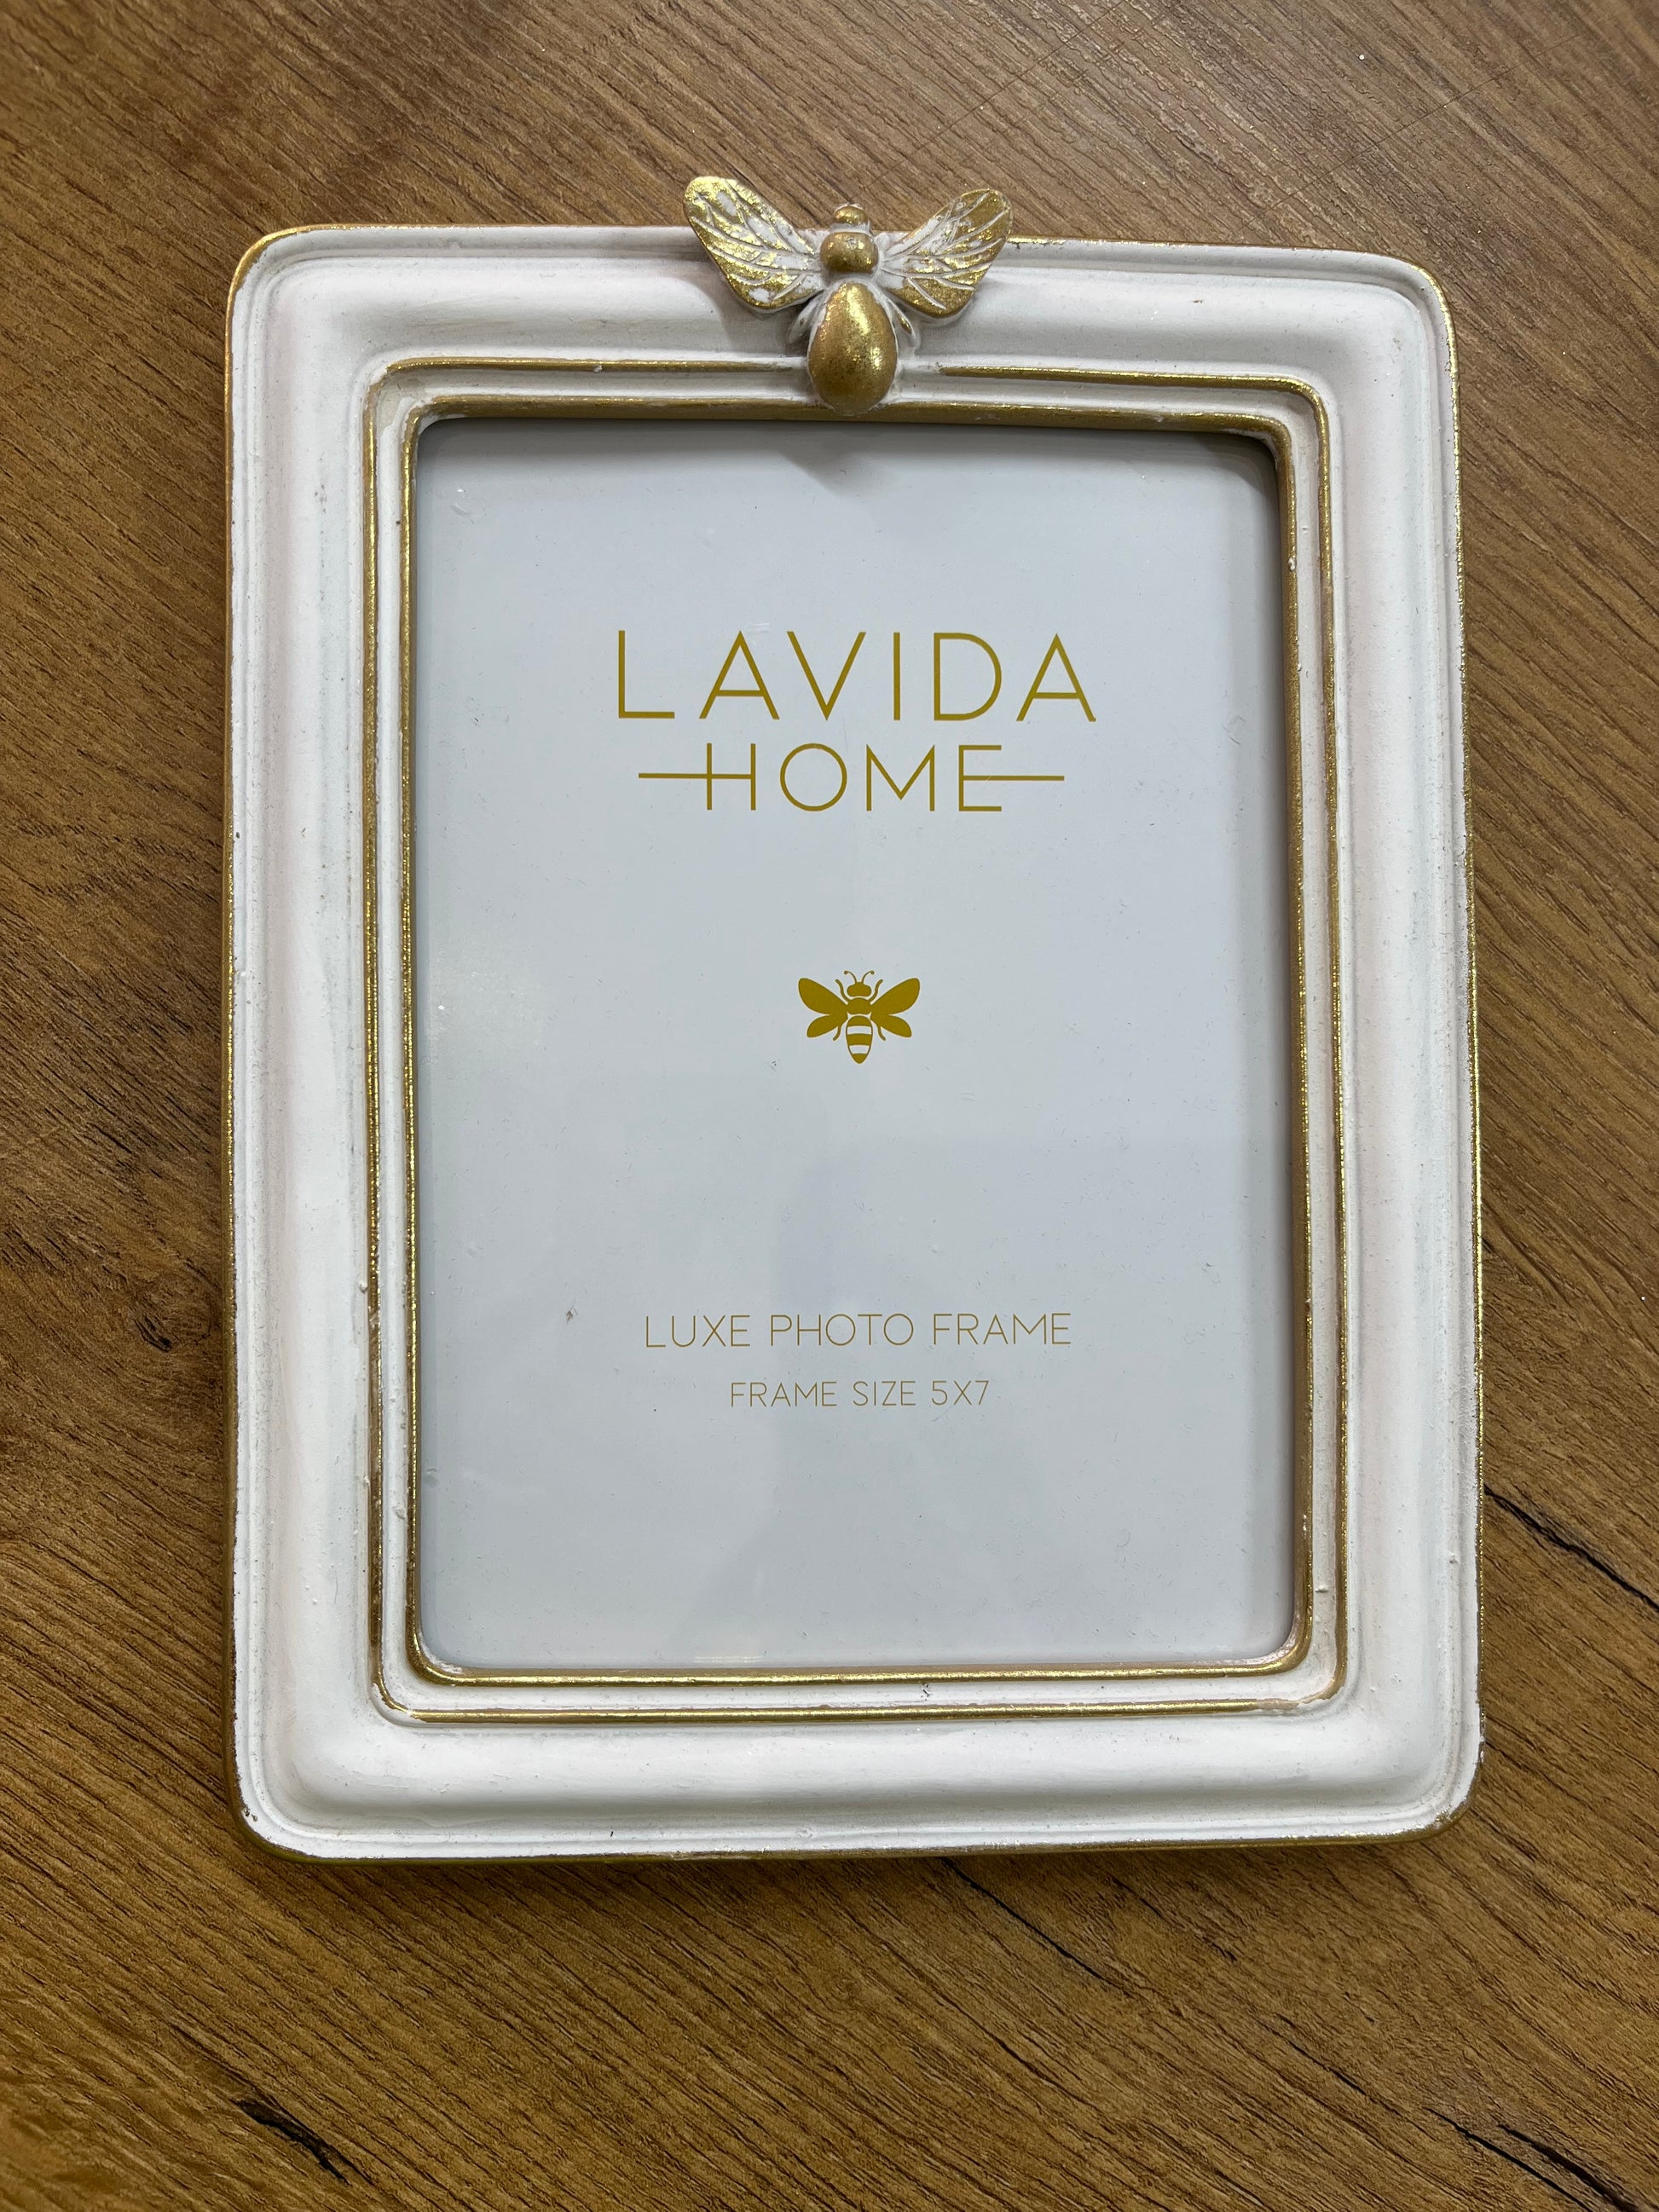 LAVIDA
HOME
LUXE PHOTO FRAME
FRAME SIZE 5X7